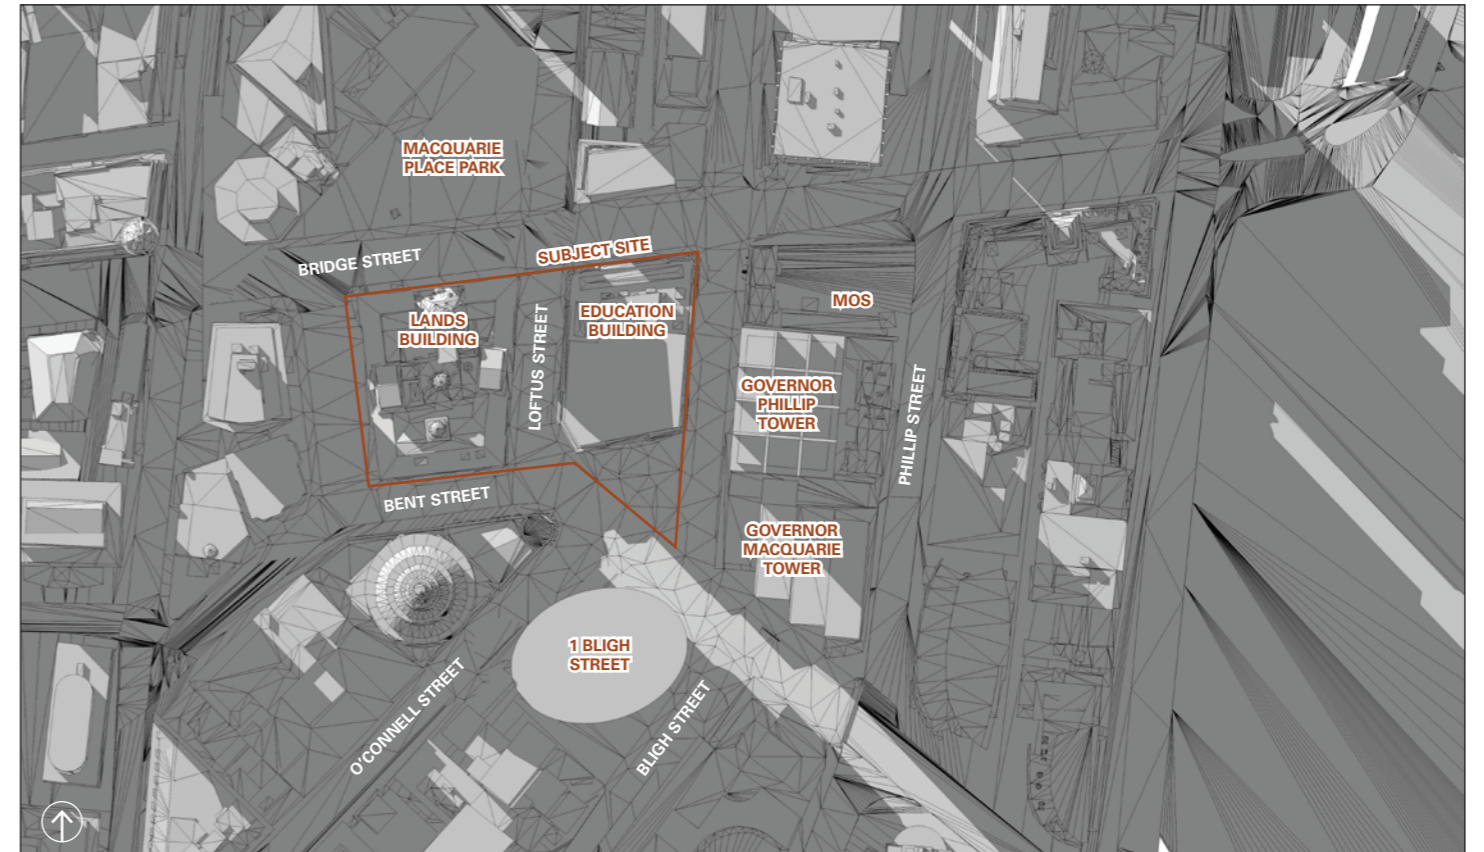 MACQUARIE
PLACE PARK
BRIDGE STREET
SUBJECT SITE
LANDS
BUILDING
LOFTUS STREET
EDUCATION
BUILDING
MOS
GOVERNOR
PHILLIP
TOWER
PHILLIP STREET
BENT STREET
GOVERNOR
MACQUARIE
TOWER
1 BLIGH
STREET
O'CONNELL STREET
BLIGH STREET